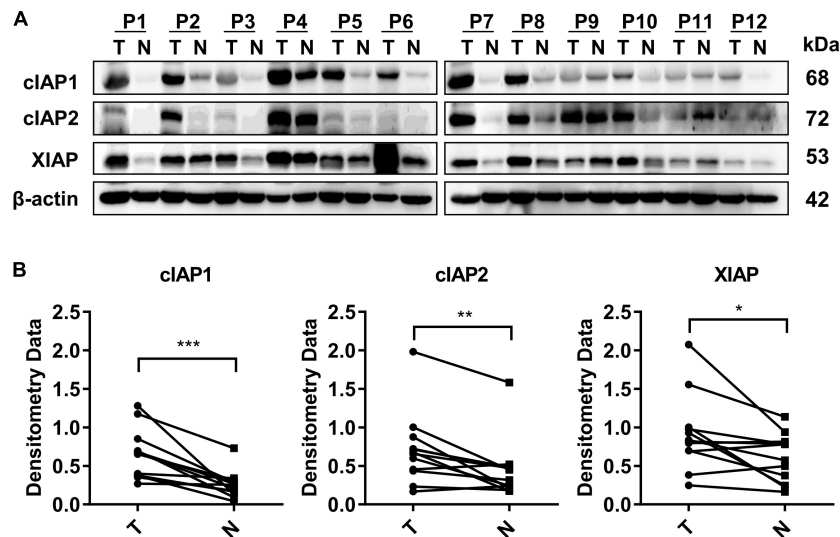 A
P1 P2 P3 P4 P5 P6 P7 P8 P9 P10 P11 P12
T N T N T N T N T N T N T N T N T N T N T N T N kDa
cIAP1 68
cIAP2 72
XIAP 53
β-actin 42
B
cIAP1 cIAP2 XIAP
Densitometry Data
2.5
2.0
1.5
1.0
0.5
0.0
***
T N
Densitometry Data
2.5
2.0
1.5
1.0
0.5
0.0
**
T N
Densitometry Data
2.5
2.0
1.5
1.0
0.5
0.0
*
T N